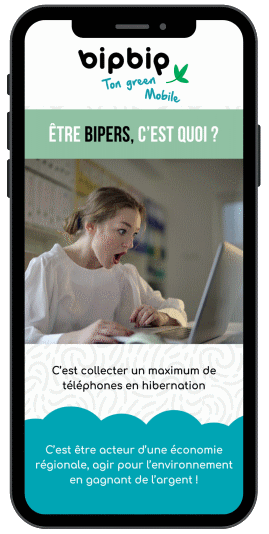 bipbip
Ton green
Mobile
ÊTRE BIPERS, C'EST QUOI ?
C'est collecter un maximum de
téléphones en hibernation
C'est être acteur d'une économie
régionale, agir pour l'environnement
en gagnant de l'argent !